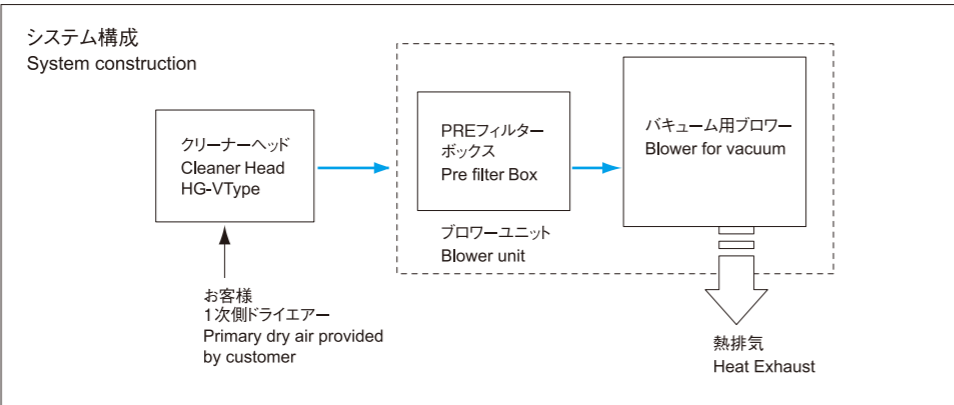 システム構成
System construction
クリーナーヘッド
Cleaner Head
HG-VType
PREフィルター
ボックス
Pre filter Box
バキューム用ブロワー
Blower for vacuum
ブロワーユニット
Blower unit
お客様
1次側ドライエアー
Primary dry air provided
by customer
熱排気
Heat Exhaust